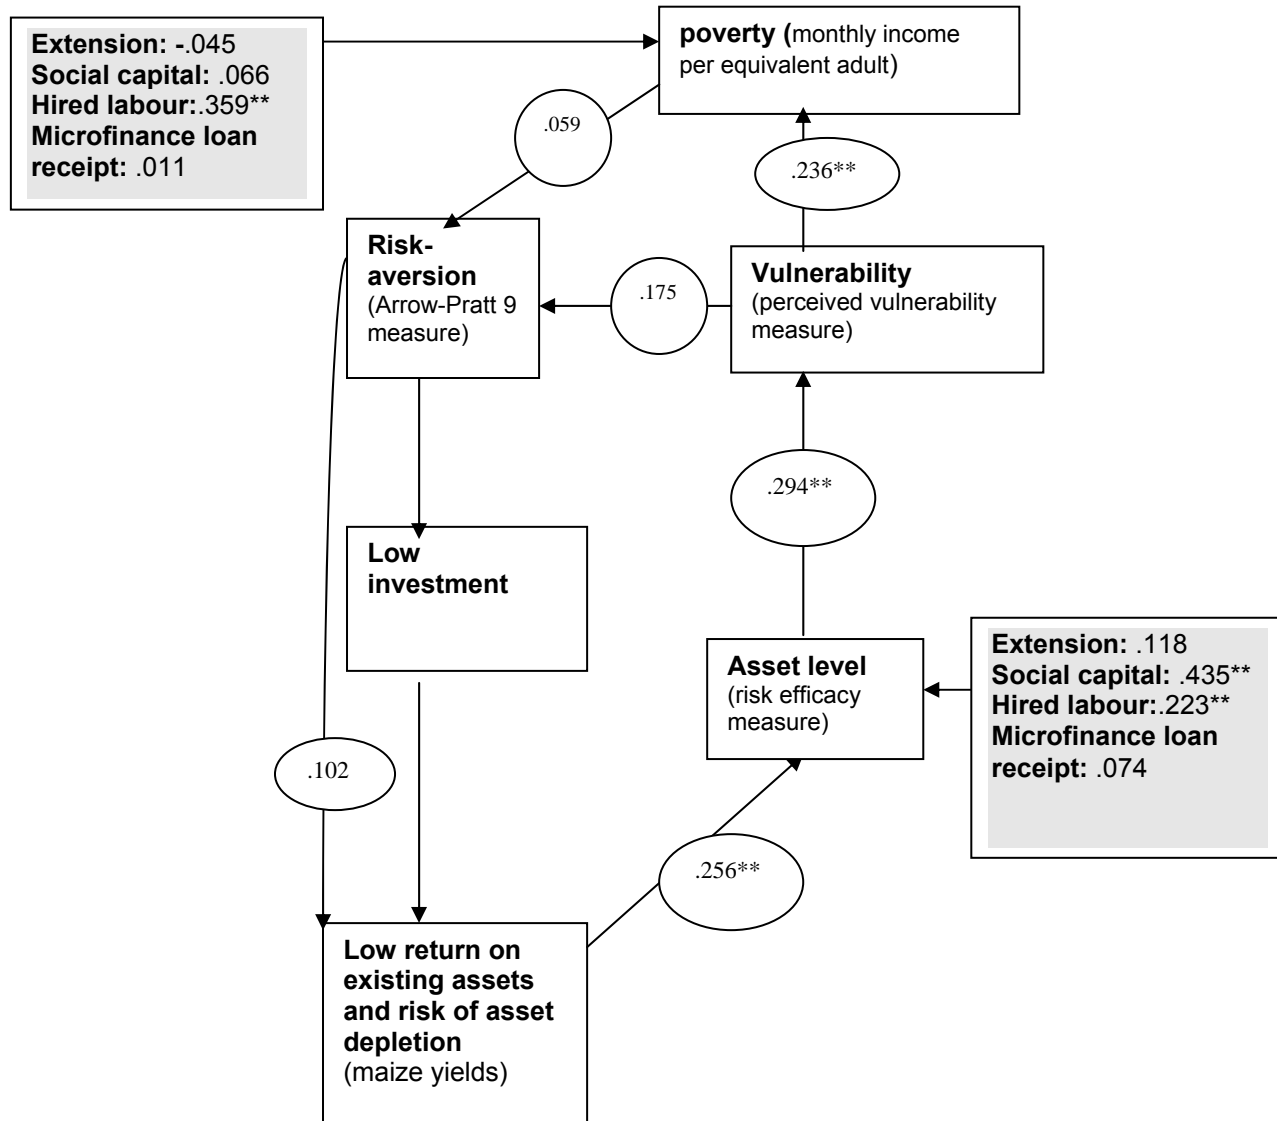 Extension: -.045
Social capital: .066
Hired labour:.359**
Microfinance loan
receipt: .011
poverty (monthly income
per equivalent adult)
.059
.236**
Risk-
aversion
(Arrow-Pratt 9
measure)
.175
Vulnerability
(perceived vulnerability
measure)
.294**
Low
investment
Asset level
(risk efficacy
measure)
Extension: .118
Social capital: .435**
Hired labour:.223**
Microfinance loan
receipt: .074
.102
.256**
Low return on
existing assets
and risk of asset
depletion
(maize yields)